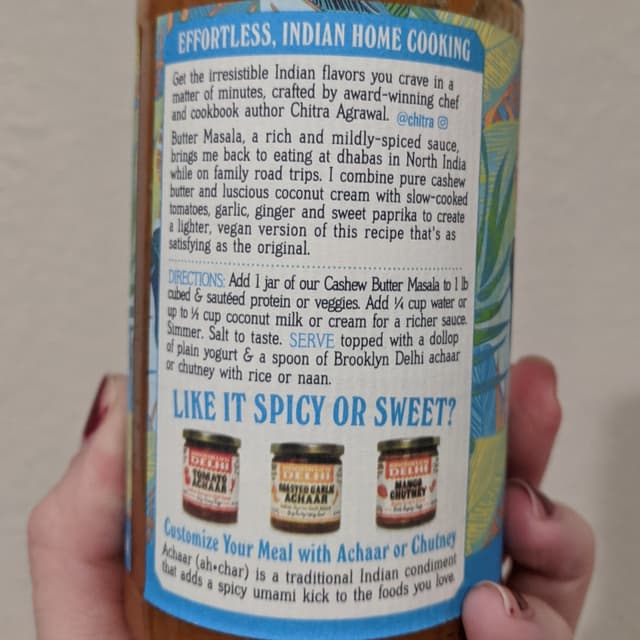 EFFORTLESS, INDIAN HOME COOKING
Get the irresistible Indian flavors you crave in a
matter of minutes, crafted by award-winning chef
and cookbook author Chitra Agrawal. @chitra
Butter Masala, a rich and mildly-spiced sauce,
brings me back to eating at dhabas in North India
while on family road trips. I combine pure cashew
butter and luscious coconut cream with slow-cooked
tomatoes, garlic, ginger and sweet paprika to create
a lighter, vegan version of this recipe that's as
satisfying as the original.
DIRECTIONS: Add 1 jar of our Cashew Butter Masala to 1 lb
cubed & sautéed protein or veggies. Add ¼ cup water or
up to ⅓ cup coconut milk or cream for a richer sauce.
Simmer. Salt to taste. SERVE topped with a dollop
of plain yogurt & a spoon of Brooklyn Delhi achaar
or chutney with rice or naan.
LIKE IT SPICY OR SWEET?
DELHI
TOMATO
ACHAAR
DELHI
ROASTED GARLIC
ACHAAR
DELHI
MANGO
CHUTNEY
Customize Your Meal with Achaar or Chutney
Achaar (ah•char) is a traditional Indian condiment
that adds a spicy umami kick to the foods you love.